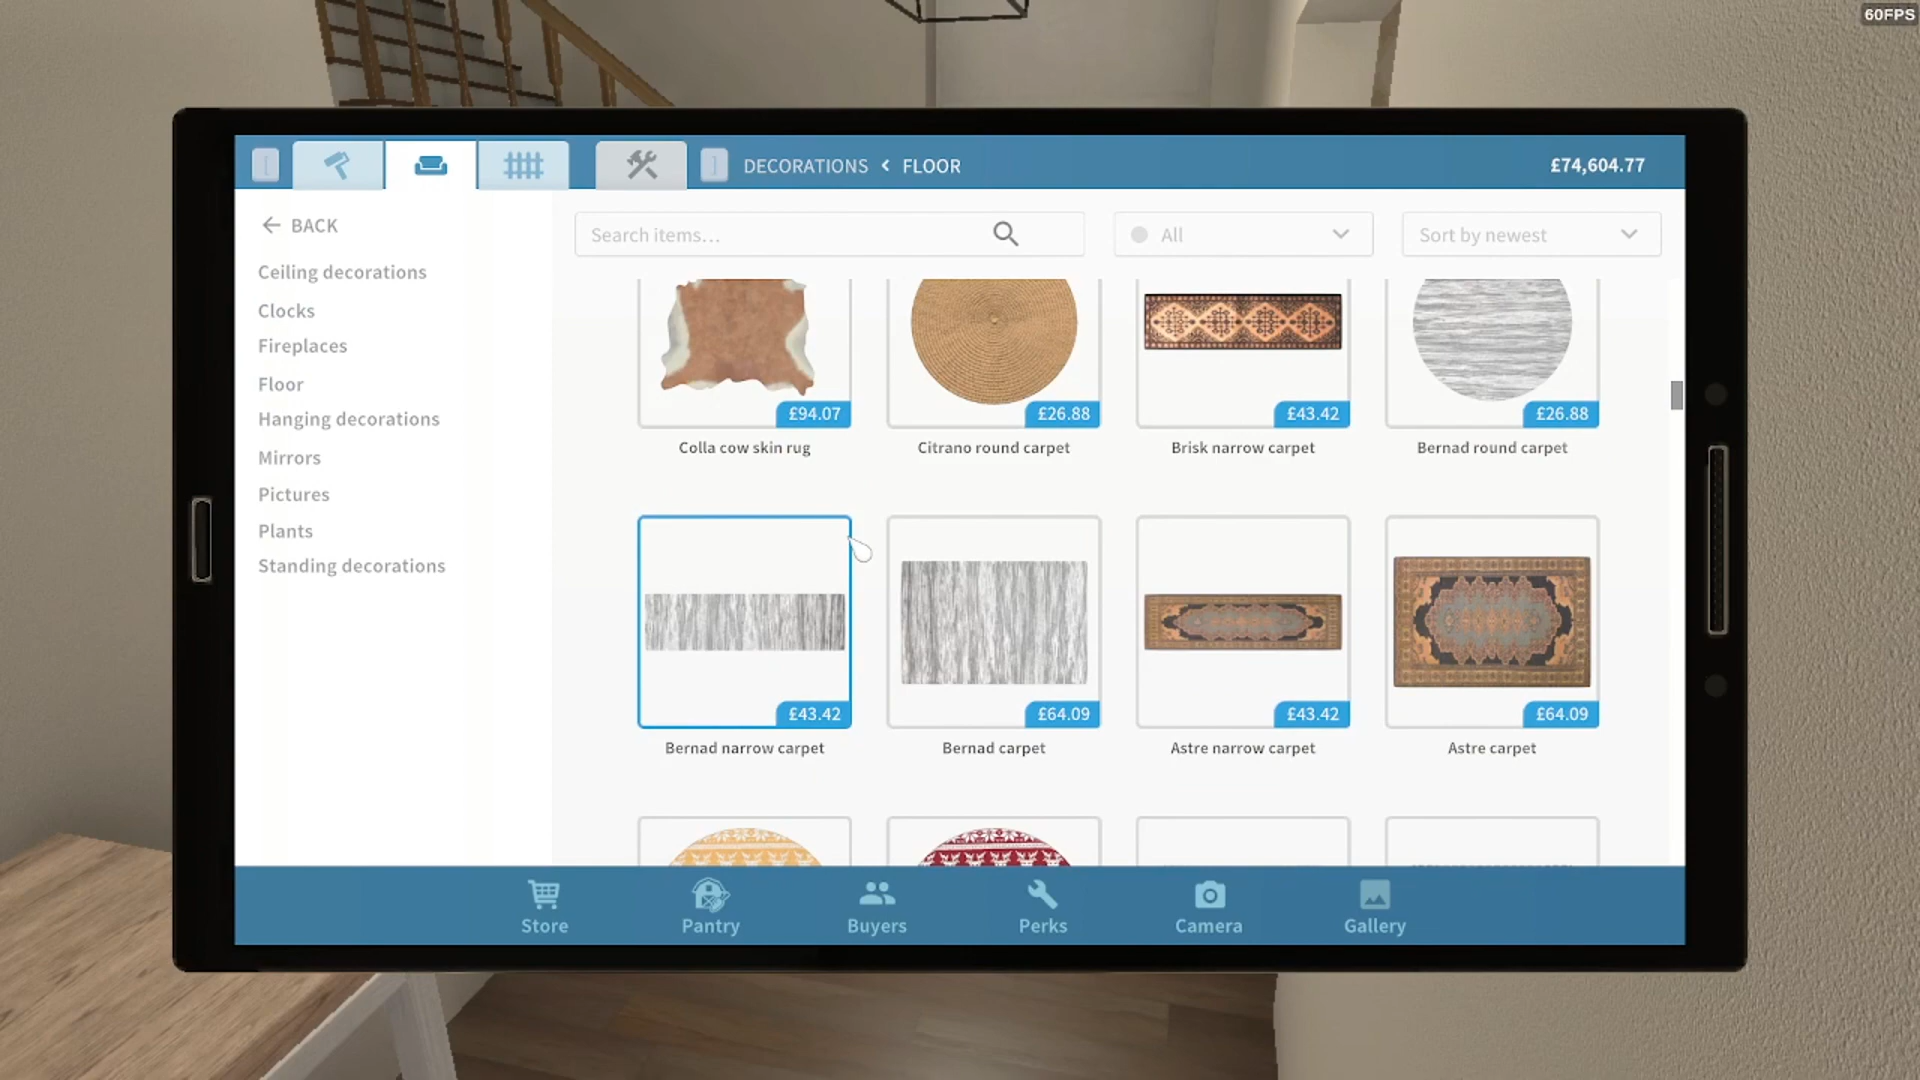 60FPS
DECORATIONS < FLOOR
£74,604.77
BACK
Search items...
All
Sort by newest
Ceiling decorations
Clocks
Fireplaces
Floor
Hanging decorations
Mirrors
Pictures
Plants
Standing decorations
£94.07
£26.88
£43.42
£26.88
Colla cow skin rug
Citrano round carpet
Brisk narrow carpet
Bernad round carpet
£43.42
£64.09
£43.42
£64.09
Bernad narrow carpet
Bernad carpet
Astre narrow carpet
Astre carpet
Store
Pantry
Buyers
Perks
Camera
Gallery